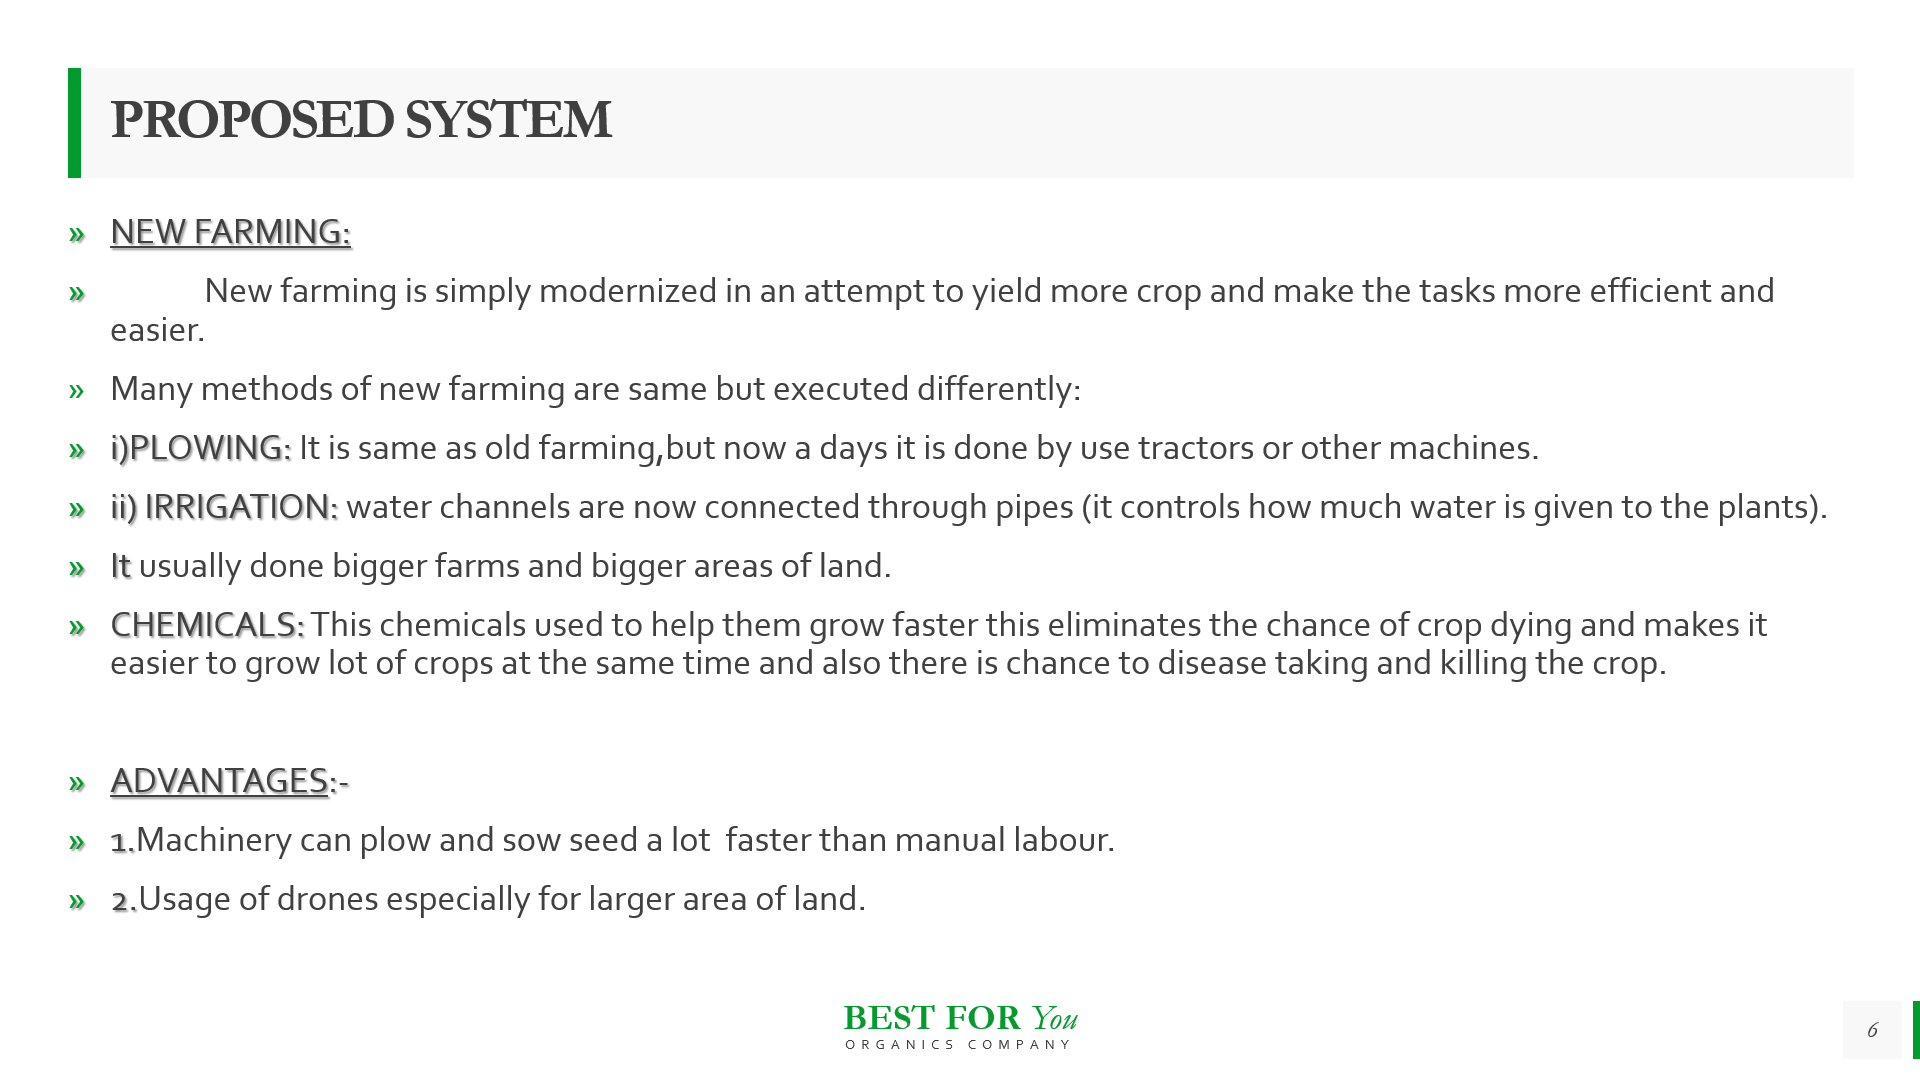 PROPOSED SYSTEM
» NEW FARMING:
» New farming is simply modernized in an attempt to yield more crop and make the tasks more efficient and
easier.
» Many methods of new farming are same but executed differently:
» i)PLOWING: It is same as old farming,but now a days it is done by use tractors or other machines.
» ii) IRRIGATION: water channels are now connected through pipes (it controls how much water is given to the plants).
» It usually done bigger farms and bigger areas of land.
» CHEMICALS: This chemicals used to help them grow faster this eliminates the chance of crop dying and makes it
easier to grow lot of crops at the same time and also there is chance to disease taking and killing the crop.
» ADVANTAGES:-
» 1.Machinery can plow and sow seed a lot  faster than manual labour.
» 2.Usage of drones especially for larger area of land.
BEST FOR You
ORGANICS COMPANY
6